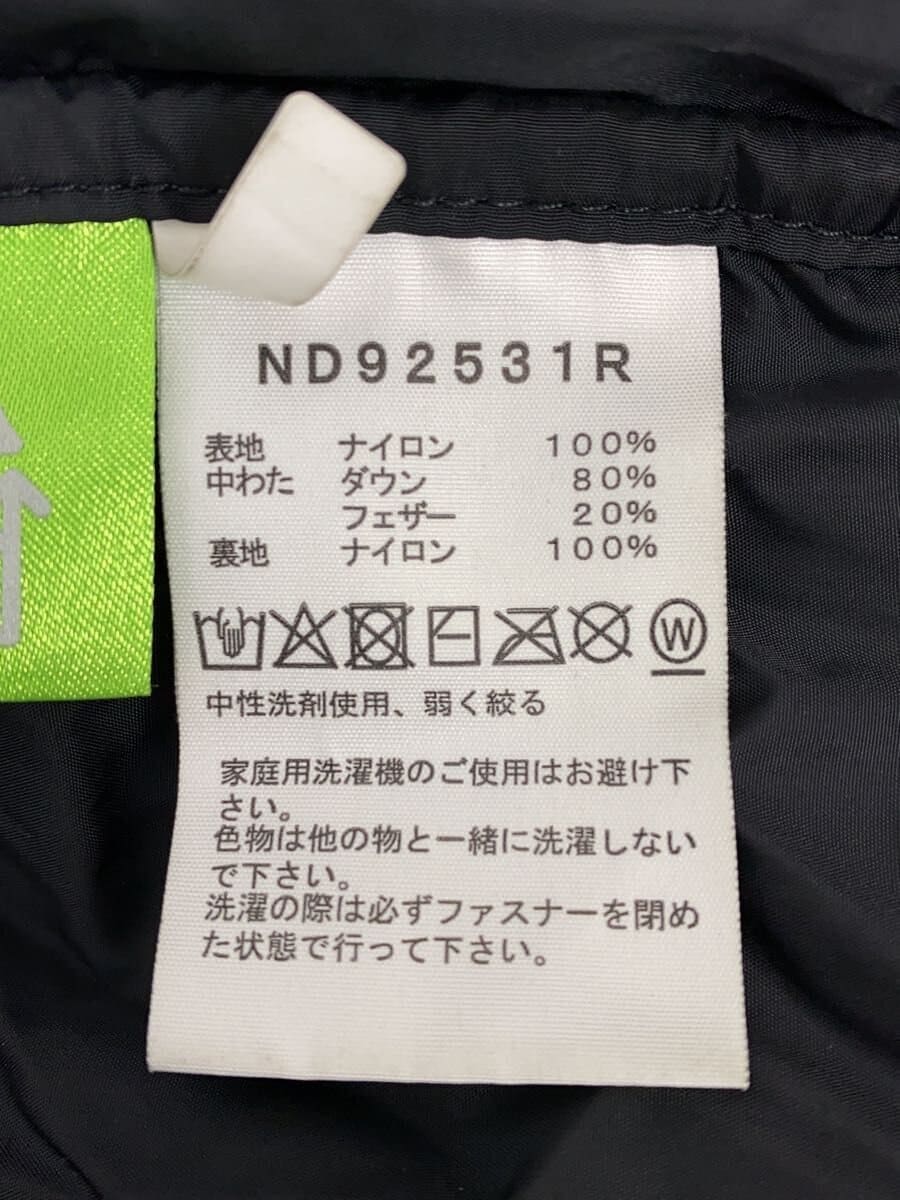 ND92531R
表地 ナイロン 100%
中わた ダウン 80%
フェザー 20%
裏地 ナイロン 100%
W
中性洗剤使用、弱く絞る
家庭用洗濯機のご使用はお避け下
さい。
色物は他の物と一緒に洗濯しない
で下さい。
洗濯の際は必ずファスナーを閉め
た状態で行って下さい。